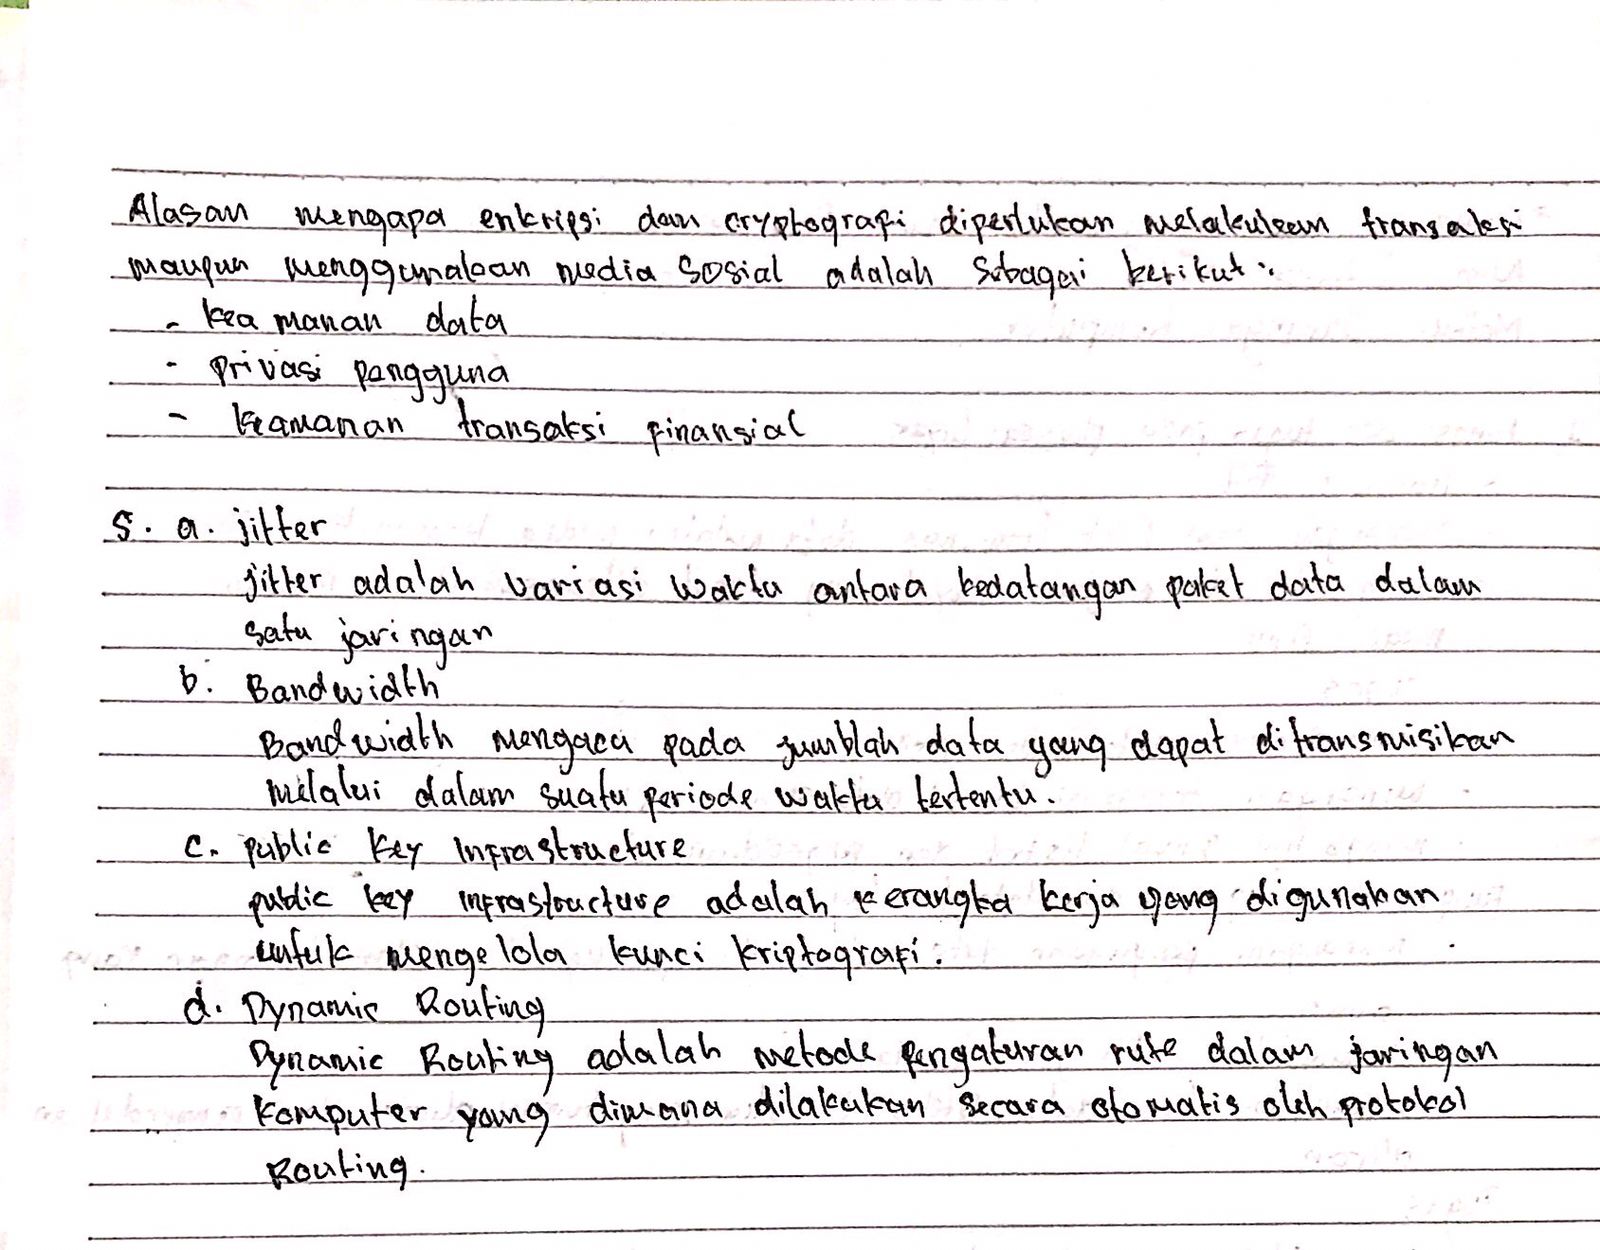 Alasan mengapa enkripsi dan cryptografi diperlukan melakukan transaksi
maupun menggunakan media sosial adalah sebagai berikut :
- keamanan data
- privasi pengguna
- keamanan transaksi finansial
5. a. jitter
jitter adalah variasi waktu antara kedatangan paket data dalam
satu jaringan
b. Bandwidth
Bandwidth mengacu pada jumblah data yang dapat ditransmisikan
melalui dalam suatu periode waktu tertentu.
c. public key Infrastructure
public key infrastructure adalah kerangka kerja yang digunakan
untuk mengelola kunci kriptografi.
d. Dynamic Routing
Dynamic Routing adalah metode pengaturan rute dalam jaringan
komputer yang dimana dilakukan secara otomatis oleh protokol
Routing.